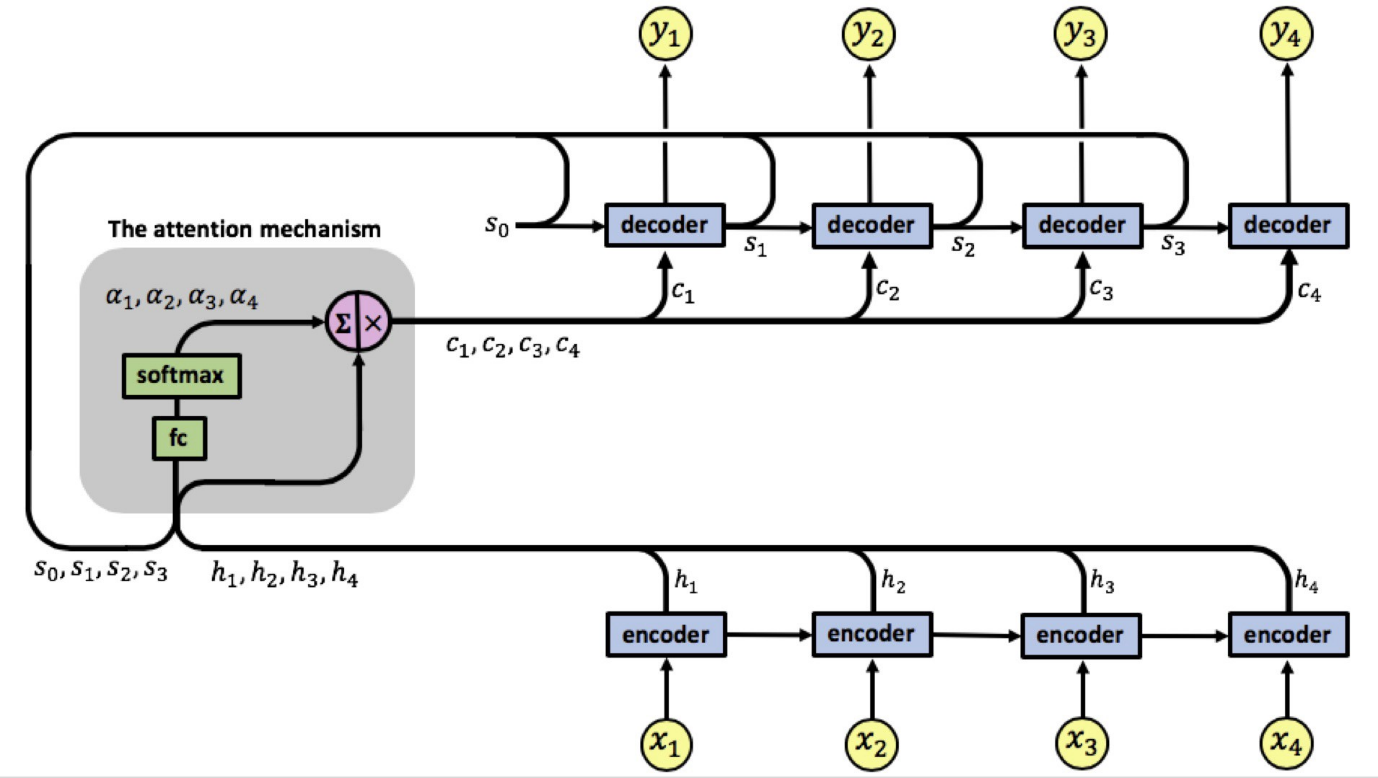 y₁ y₂ y₃ y₄
s₀ decoder s₁ decoder s₂ decoder s₃ decoder
The attention mechanism
α₁, α₂, α₃, α₄
c₁ c₂ c₃ c₄
Σ ×
c₁, c₂, c₃, c₄
softmax
fc
s₀, s₁, s₂, s₃ h₁, h₂, h₃, h₄
h₁ h₂ h₃ h₄
encoder encoder encoder encoder
x₁ x₂ x₃ x₄